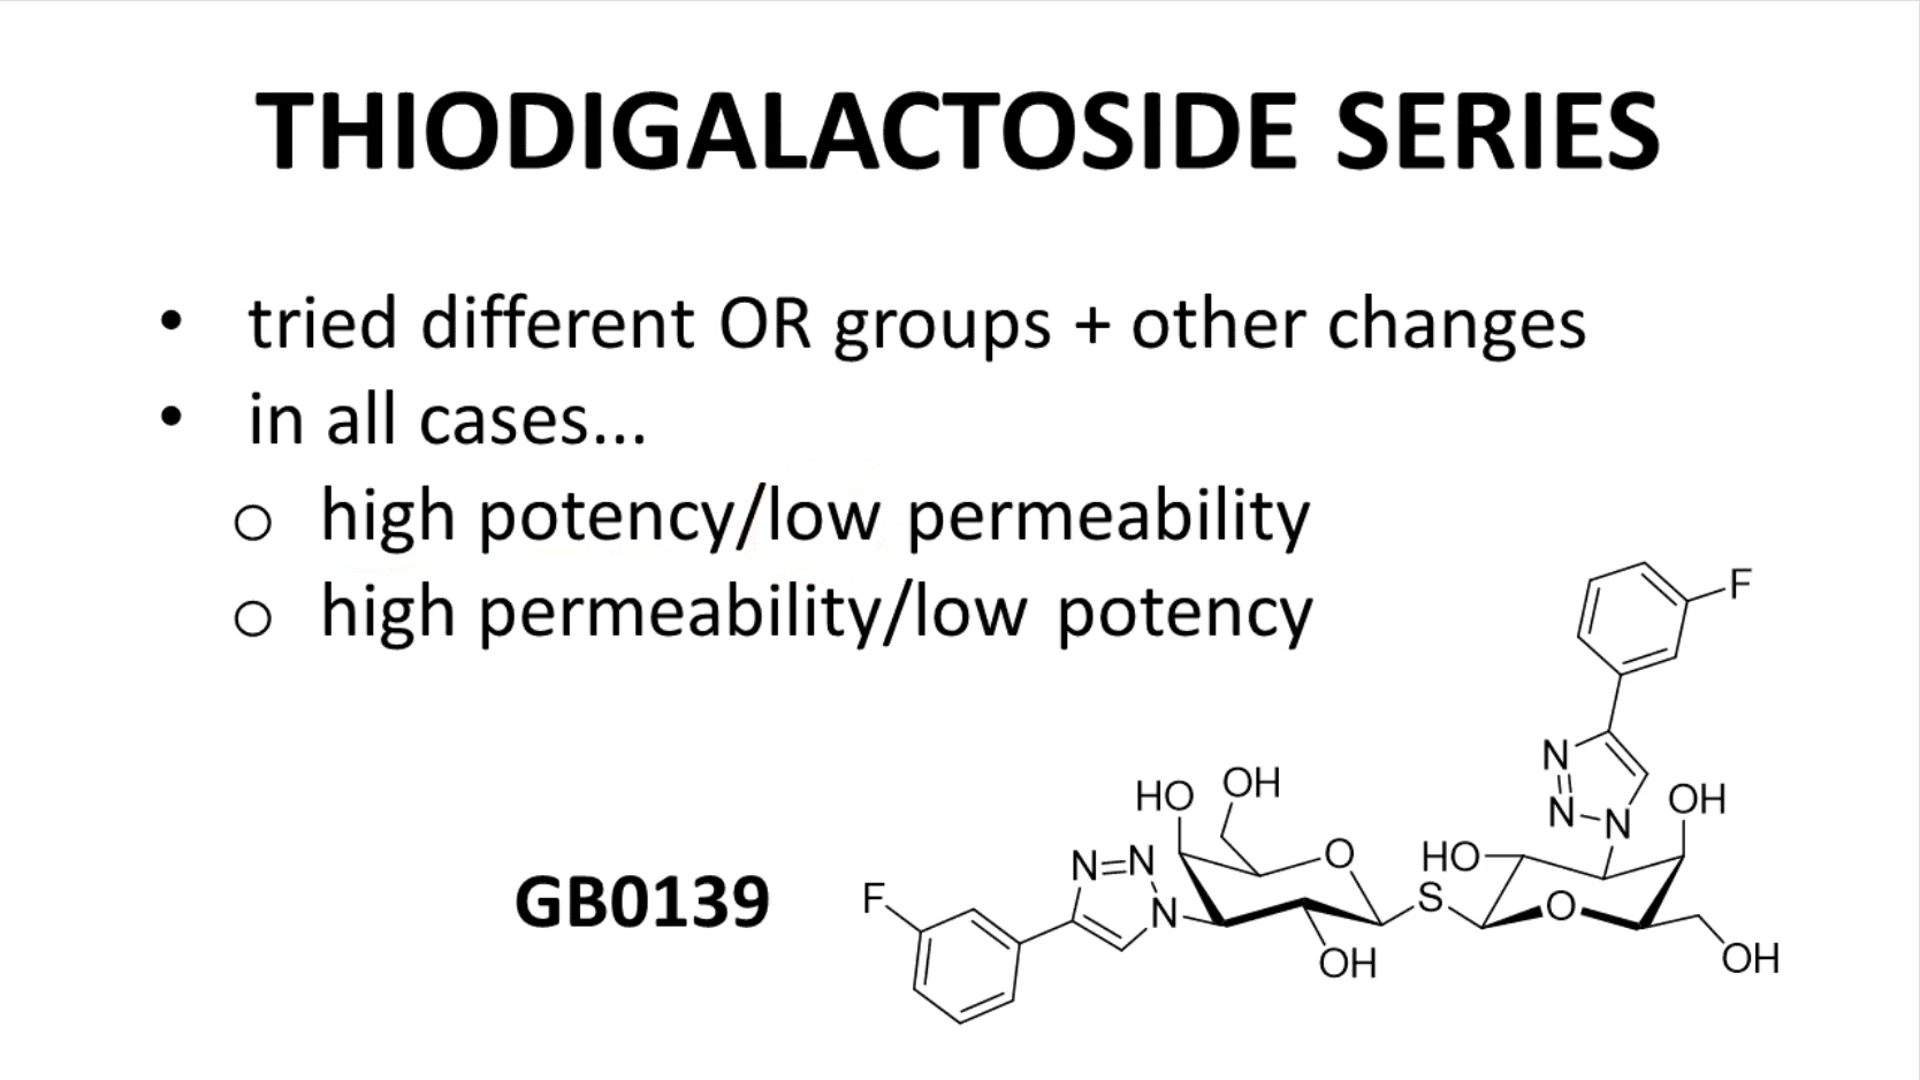 THIODIGALACTOSIDE SERIES
• tried different OR groups + other changes
• in all cases...
o high potency/low permeability
o high permeability/low potency
GB0139
F
N
N
N
OH
HO
OH
O
N=N
N
F
OH
S
HO
O
OH